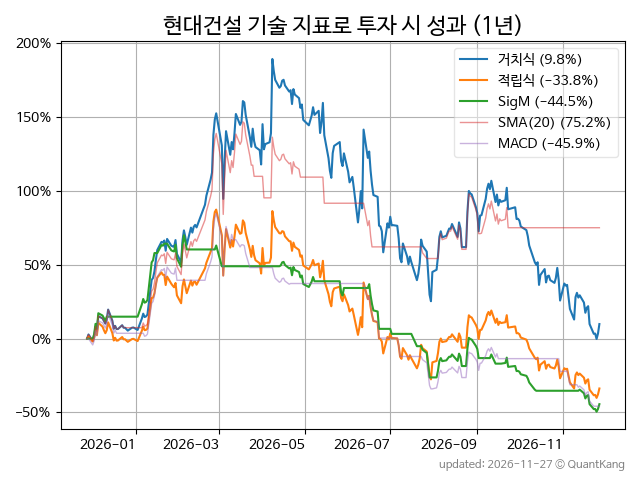 현대건설 기술 지표로 투자 시 성과 (1년)
200%
150%
100%
50%
0%
−50%
거치식 (9.8%)
적립식 (−33.8%)
SigM (−44.5%)
SMA(20) (75.2%)
MACD (−45.9%)
2026-01
2026-03
2026-05
2026-07
2026-09
2026-11
updated: 2026-11-27 © QuantKang